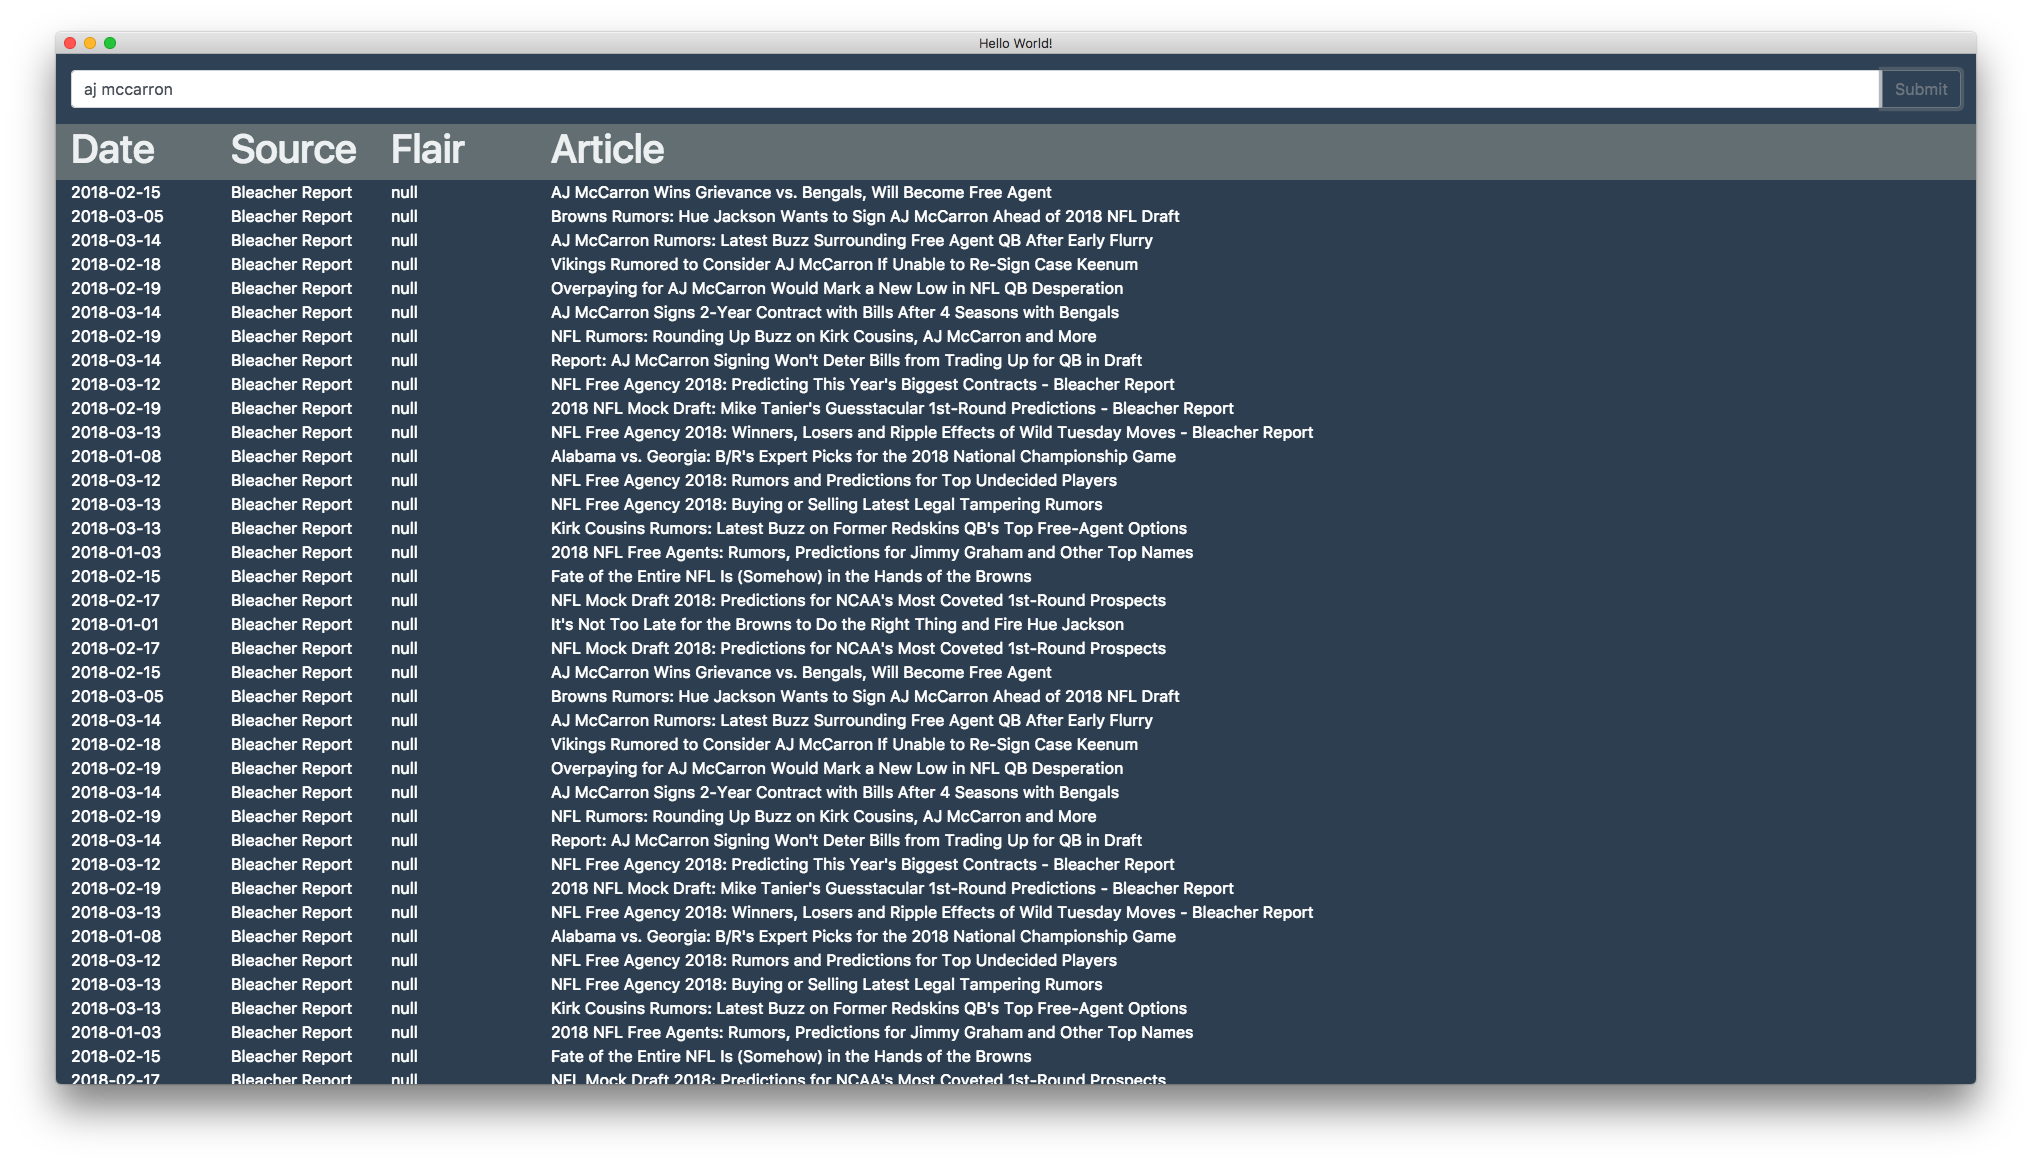 Hello World!
aj mccarron Submit
Date Source Flair Article
2018-02-15 Bleacher Report null AJ McCarron Wins Grievance vs. Bengals, Will Become Free Agent
2018-03-05 Bleacher Report null Browns Rumors: Hue Jackson Wants to Sign AJ McCarron Ahead of 2018 NFL Draft
2018-03-14 Bleacher Report null AJ McCarron Rumors: Latest Buzz Surrounding Free Agent QB After Early Flurry
2018-02-18 Bleacher Report null Vikings Rumored to Consider AJ McCarron If Unable to Re-Sign Case Keenum
2018-02-19 Bleacher Report null Overpaying for AJ McCarron Would Mark a New Low in NFL QB Desperation
2018-03-14 Bleacher Report null AJ McCarron Signs 2-Year Contract with Bills After 4 Seasons with Bengals
2018-02-19 Bleacher Report null NFL Rumors: Rounding Up Buzz on Kirk Cousins, AJ McCarron and More
2018-03-14 Bleacher Report null Report: AJ McCarron Signing Won't Deter Bills from Trading Up for QB in Draft
2018-03-12 Bleacher Report null NFL Free Agency 2018: Predicting This Year's Biggest Contracts - Bleacher Report
2018-02-19 Bleacher Report null 2018 NFL Mock Draft: Mike Tanier's Guesstacular 1st-Round Predictions - Bleacher Report
2018-03-13 Bleacher Report null NFL Free Agency 2018: Winners, Losers and Ripple Effects of Wild Tuesday Moves - Bleacher Report
2018-01-08 Bleacher Report null Alabama vs. Georgia: B/R's Expert Picks for the 2018 National Championship Game
2018-03-12 Bleacher Report null NFL Free Agency 2018: Rumors and Predictions for Top Undecided Players
2018-03-13 Bleacher Report null NFL Free Agency 2018: Buying or Selling Latest Legal Tampering Rumors
2018-03-13 Bleacher Report null Kirk Cousins Rumors: Latest Buzz on Former Redskins QB's Top Free-Agent Options
2018-01-03 Bleacher Report null 2018 NFL Free Agents: Rumors, Predictions for Jimmy Graham and Other Top Names
2018-02-15 Bleacher Report null Fate of the Entire NFL Is (Somehow) in the Hands of the Browns
2018-02-17 Bleacher Report null NFL Mock Draft 2018: Predictions for NCAA's Most Coveted 1st-Round Prospects
2018-01-01 Bleacher Report null It's Not Too Late for the Browns to Do the Right Thing and Fire Hue Jackson
2018-02-17 Bleacher Report null NFL Mock Draft 2018: Predictions for NCAA's Most Coveted 1st-Round Prospects
2018-02-15 Bleacher Report null AJ McCarron Wins Grievance vs. Bengals, Will Become Free Agent
2018-03-05 Bleacher Report null Browns Rumors: Hue Jackson Wants to Sign AJ McCarron Ahead of 2018 NFL Draft
2018-03-14 Bleacher Report null AJ McCarron Rumors: Latest Buzz Surrounding Free Agent QB After Early Flurry
2018-02-18 Bleacher Report null Vikings Rumored to Consider AJ McCarron If Unable to Re-Sign Case Keenum
2018-02-19 Bleacher Report null Overpaying for AJ McCarron Would Mark a New Low in NFL QB Desperation
2018-03-14 Bleacher Report null AJ McCarron Signs 2-Year Contract with Bills After 4 Seasons with Bengals
2018-02-19 Bleacher Report null NFL Rumors: Rounding Up Buzz on Kirk Cousins, AJ McCarron and More
2018-03-14 Bleacher Report null Report: AJ McCarron Signing Won't Deter Bills from Trading Up for QB in Draft
2018-03-12 Bleacher Report null NFL Free Agency 2018: Predicting This Year's Biggest Contracts - Bleacher Report
2018-02-19 Bleacher Report null 2018 NFL Mock Draft: Mike Tanier's Guesstacular 1st-Round Predictions - Bleacher Report
2018-03-13 Bleacher Report null NFL Free Agency 2018: Winners, Losers and Ripple Effects of Wild Tuesday Moves - Bleacher Report
2018-01-08 Bleacher Report null Alabama vs. Georgia: B/R's Expert Picks for the 2018 National Championship Game
2018-03-12 Bleacher Report null NFL Free Agency 2018: Rumors and Predictions for Top Undecided Players
2018-03-13 Bleacher Report null NFL Free Agency 2018: Buying or Selling Latest Legal Tampering Rumors
2018-03-13 Bleacher Report null Kirk Cousins Rumors: Latest Buzz on Former Redskins QB's Top Free-Agent Options
2018-01-03 Bleacher Report null 2018 NFL Free Agents: Rumors, Predictions for Jimmy Graham and Other Top Names
2018-02-15 Bleacher Report null Fate of the Entire NFL Is (Somehow) in the Hands of the Browns
2018-02-17 Bleacher Report null NFL Mock Draft 2018: Predictions for NCAA's Most Coveted 1st-Round Prospects